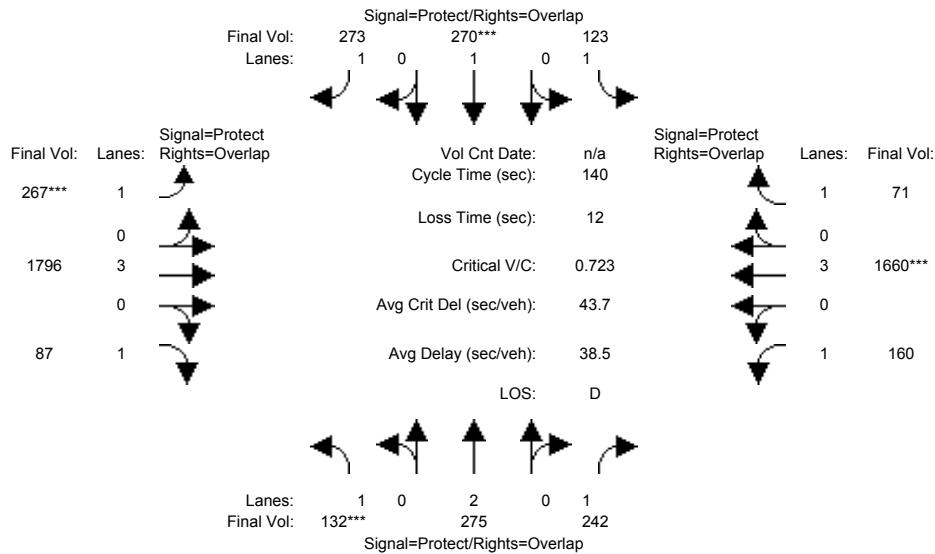 Signal=Protect/Rights=Overlap
Final Vol: 273 270*** 123
Lanes: 1 0 1 0 1
Signal=Protect
Final Vol: Lanes: Rights=Overlap
Vol Cnt Date: n/a
Signal=Protect
Rights=Overlap Lanes: Final Vol:
Cycle Time (sec): 140
267*** 1
1 71
Loss Time (sec): 12
0
0
1796 3
Critical V/C: 0.723
3 1660***
0
Avg Crit Del (sec/veh): 43.7
0
87 1
Avg Delay (sec/veh): 38.5
1 160
LOS: D
Lanes: 1 0 2 0 1
Final Vol: 132*** 275 242
Signal=Protect/Rights=Overlap